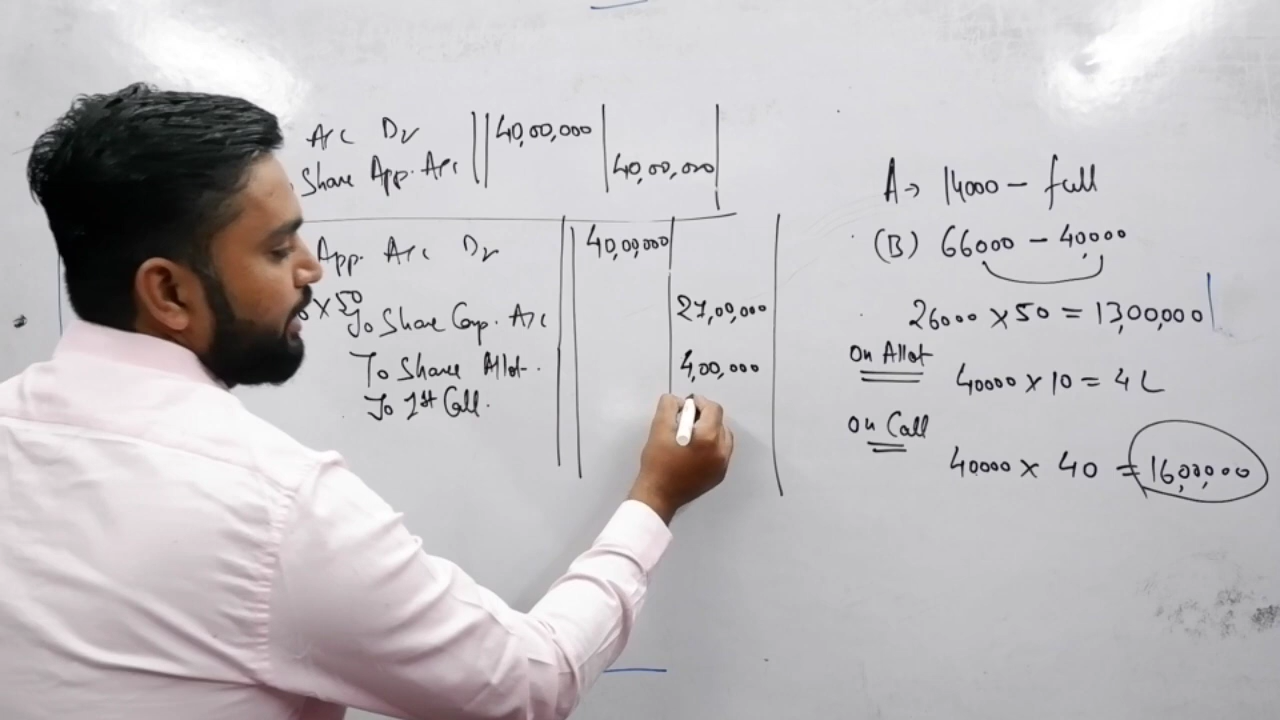 A/c Dr 40,00,000
Share App. A/c 40,00,000
App. A/c Dr 40,00,000
x 50
To Share Cap. A/c 27,00,000
To Share Allot. 4,00,000
To 1st Call.
A → 14000 - full
(B) 66000 - 40000
26000 x 50 = 13,00,000
On Allot
40000 x 10 = 4 L
On Call
40000 x 40 = 16,00,000